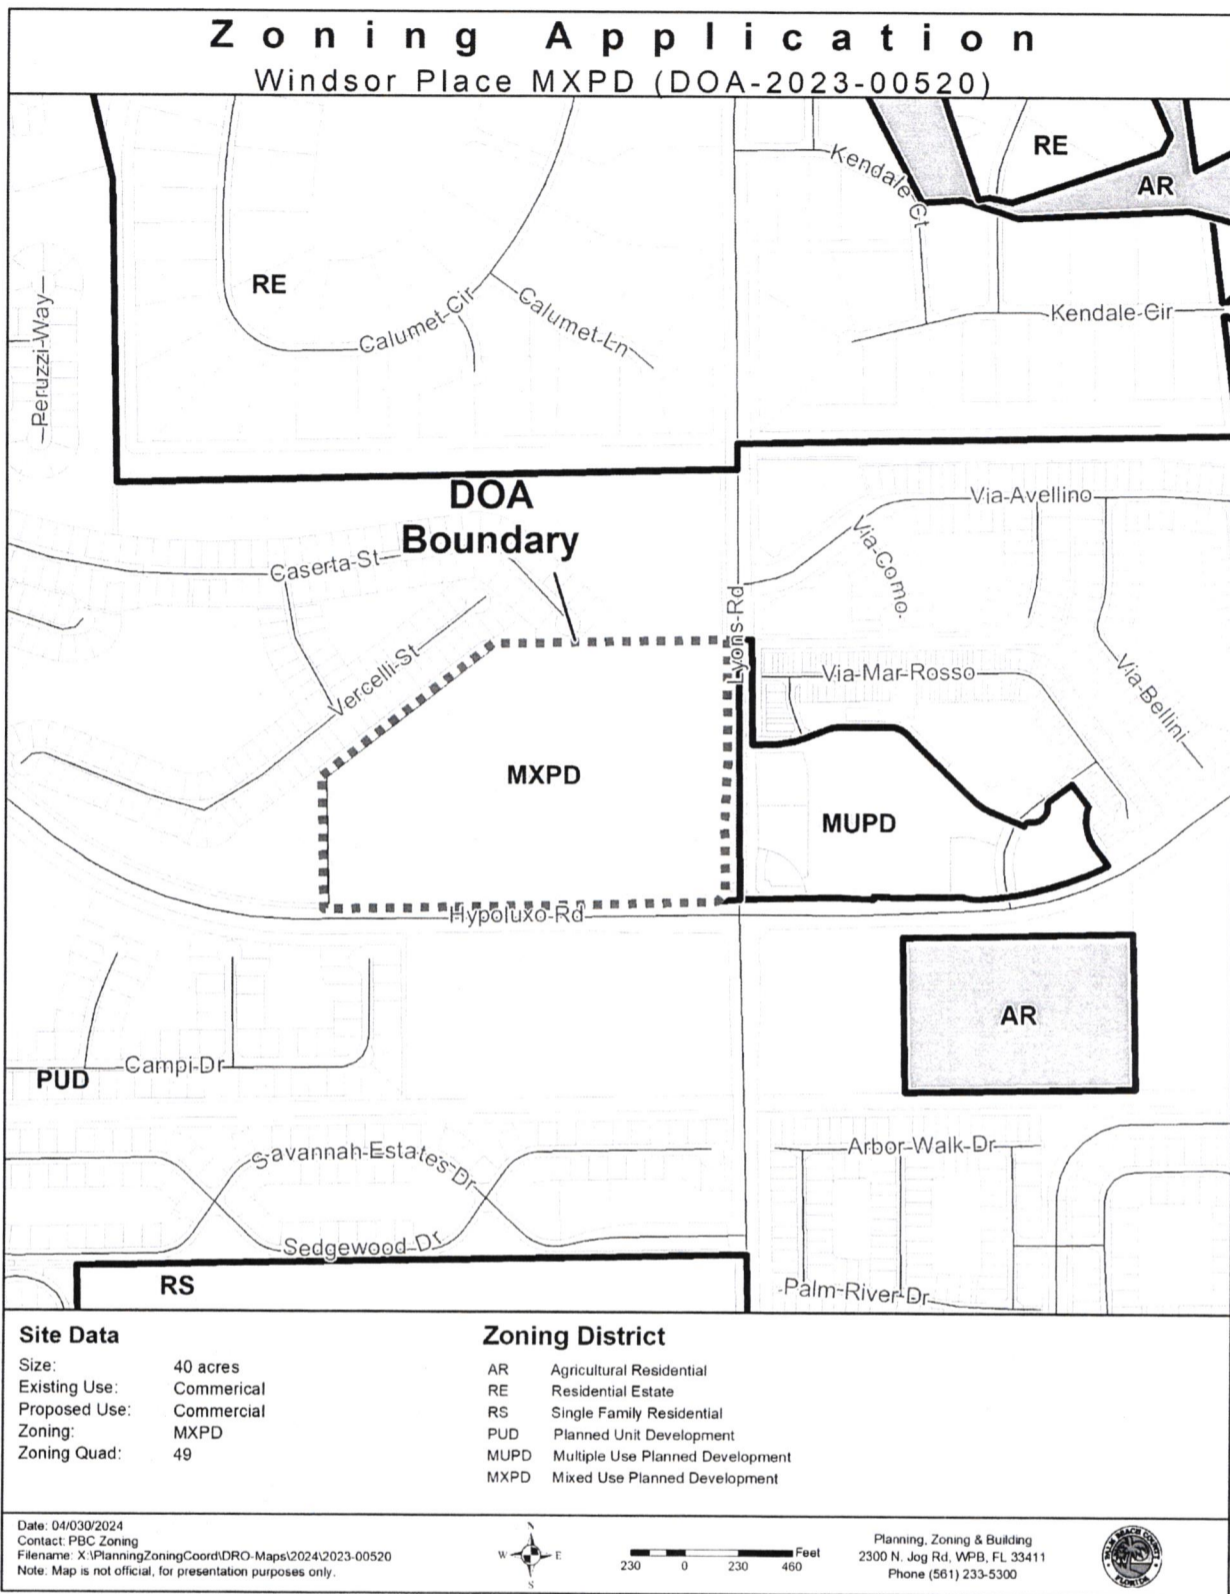 Zoning Application
Windsor Place MXPD (DOA-2023-00520)
RE
Kendale Ct
AR
RE
Peruzzi-Way
Calumet-Cir
Calumet-Ln
Kendale-Cir
DOA
Boundary
Via-Avellino
Via-Como
Caserta-St
Lyons-Rd
Vercelli-St
Via-Mar-Rosso
Via-Bellini
MXPD
MUPD
Hypoluxo-Rd
AR
Campi-Dr
PUD
Savannah-Estates-Dr
Arbor-Walk-Dr
Sedgewood-Dr
RS
Palm-River-Dr
Site Data
Size: 40 acres
Existing Use: Commerical
Proposed Use: Commercial
Zoning: MXPD
Zoning Quad: 49
Zoning District
AR Agricultural Residential
RE Residential Estate
RS Single Family Residential
PUD Planned Unit Development
MUPD Multiple Use Planned Development
MXPD Mixed Use Planned Development
Date: 04/030/2024
Contact: PBC Zoning
Filename: X:\PlanningZoningCoord\DRO-Maps\2024\2023-00520
Note: Map is not official, for presentation purposes only.
N
W E
S
Feet
230 0 230 460
Planning, Zoning & Building
2300 N. Jog Rd, WPB, FL 33411
Phone (561) 233-5300
PALM BEACH COUNTY
FLORIDA